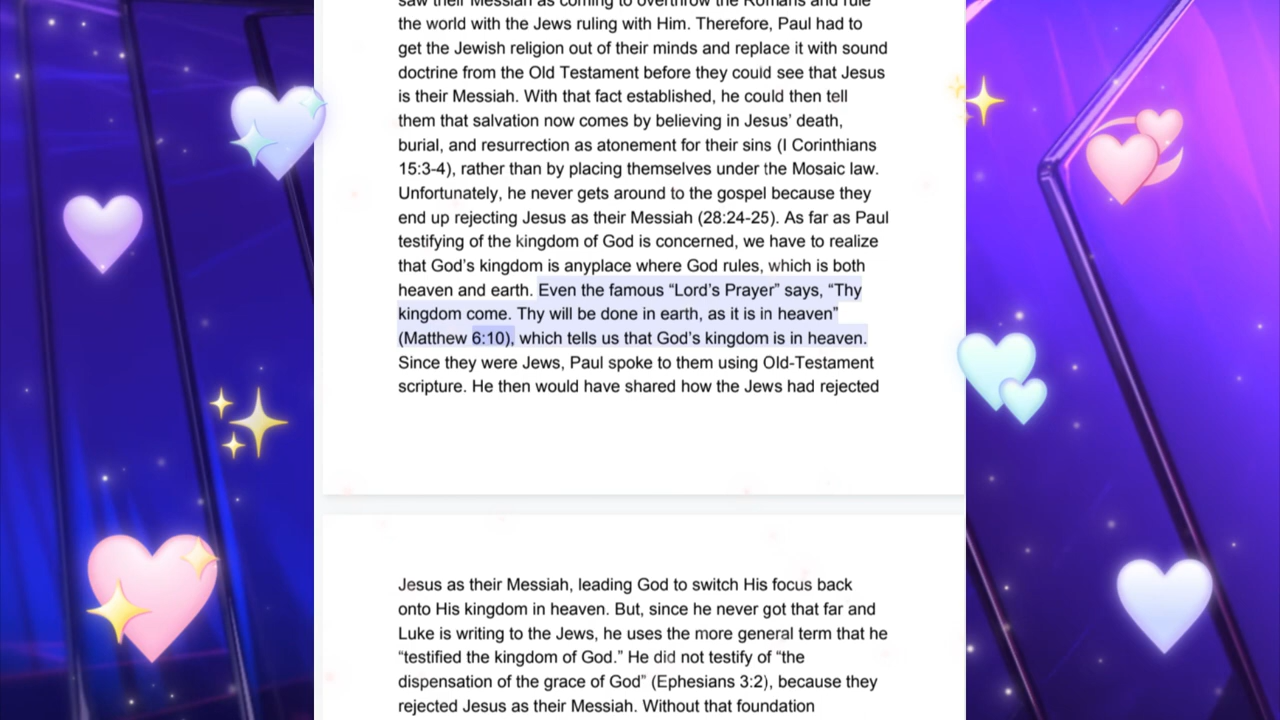 saw their Messiah as coming to overthrow the Romans and rule
the world with the Jews ruling with Him. Therefore, Paul had to
get the Jewish religion out of their minds and replace it with sound
doctrine from the Old Testament before they could see that Jesus
is their Messiah. With that fact established, he could then tell
them that salvation now comes by believing in Jesus’ death,
burial, and resurrection as atonement for their sins (I Corinthians
15:3-4), rather than by placing themselves under the Mosaic law.
Unfortunately, he never gets around to the gospel because they
end up rejecting Jesus as their Messiah (28:24-25). As far as Paul
testifying of the kingdom of God is concerned, we have to realize
that God’s kingdom is anyplace where God rules, which is both
heaven and earth. Even the famous “Lord’s Prayer” says, “Thy
kingdom come. Thy will be done in earth, as it is in heaven”
(Matthew 6:10), which tells us that God’s kingdom is in heaven.
Since they were Jews, Paul spoke to them using Old-Testament
scripture. He then would have shared how the Jews had rejected
Jesus as their Messiah, leading God to switch His focus back
onto His kingdom in heaven. But, since he never got that far and
Luke is writing to the Jews, he uses the more general term that he
“testified the kingdom of God.” He did not testify of “the
dispensation of the grace of God” (Ephesians 3:2), because they
rejected Jesus as their Messiah. Without that foundation